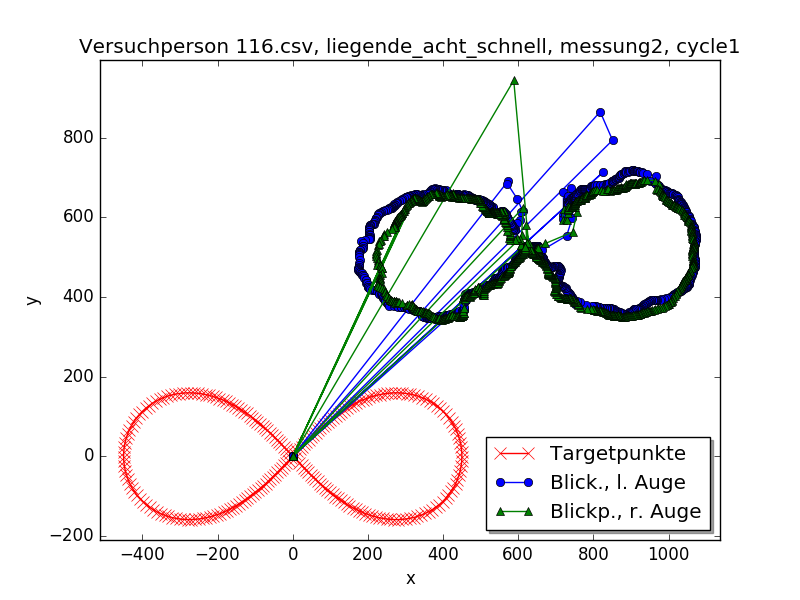 Versuchperson 116.csv, liegende_acht_schnell, messung2, cycle1
y
800
600
400
200
0
−200
−400 −200 0 200 400 600 800 1000
x
Targetpunkte
Blick., l. Auge
Blickp., r. Auge